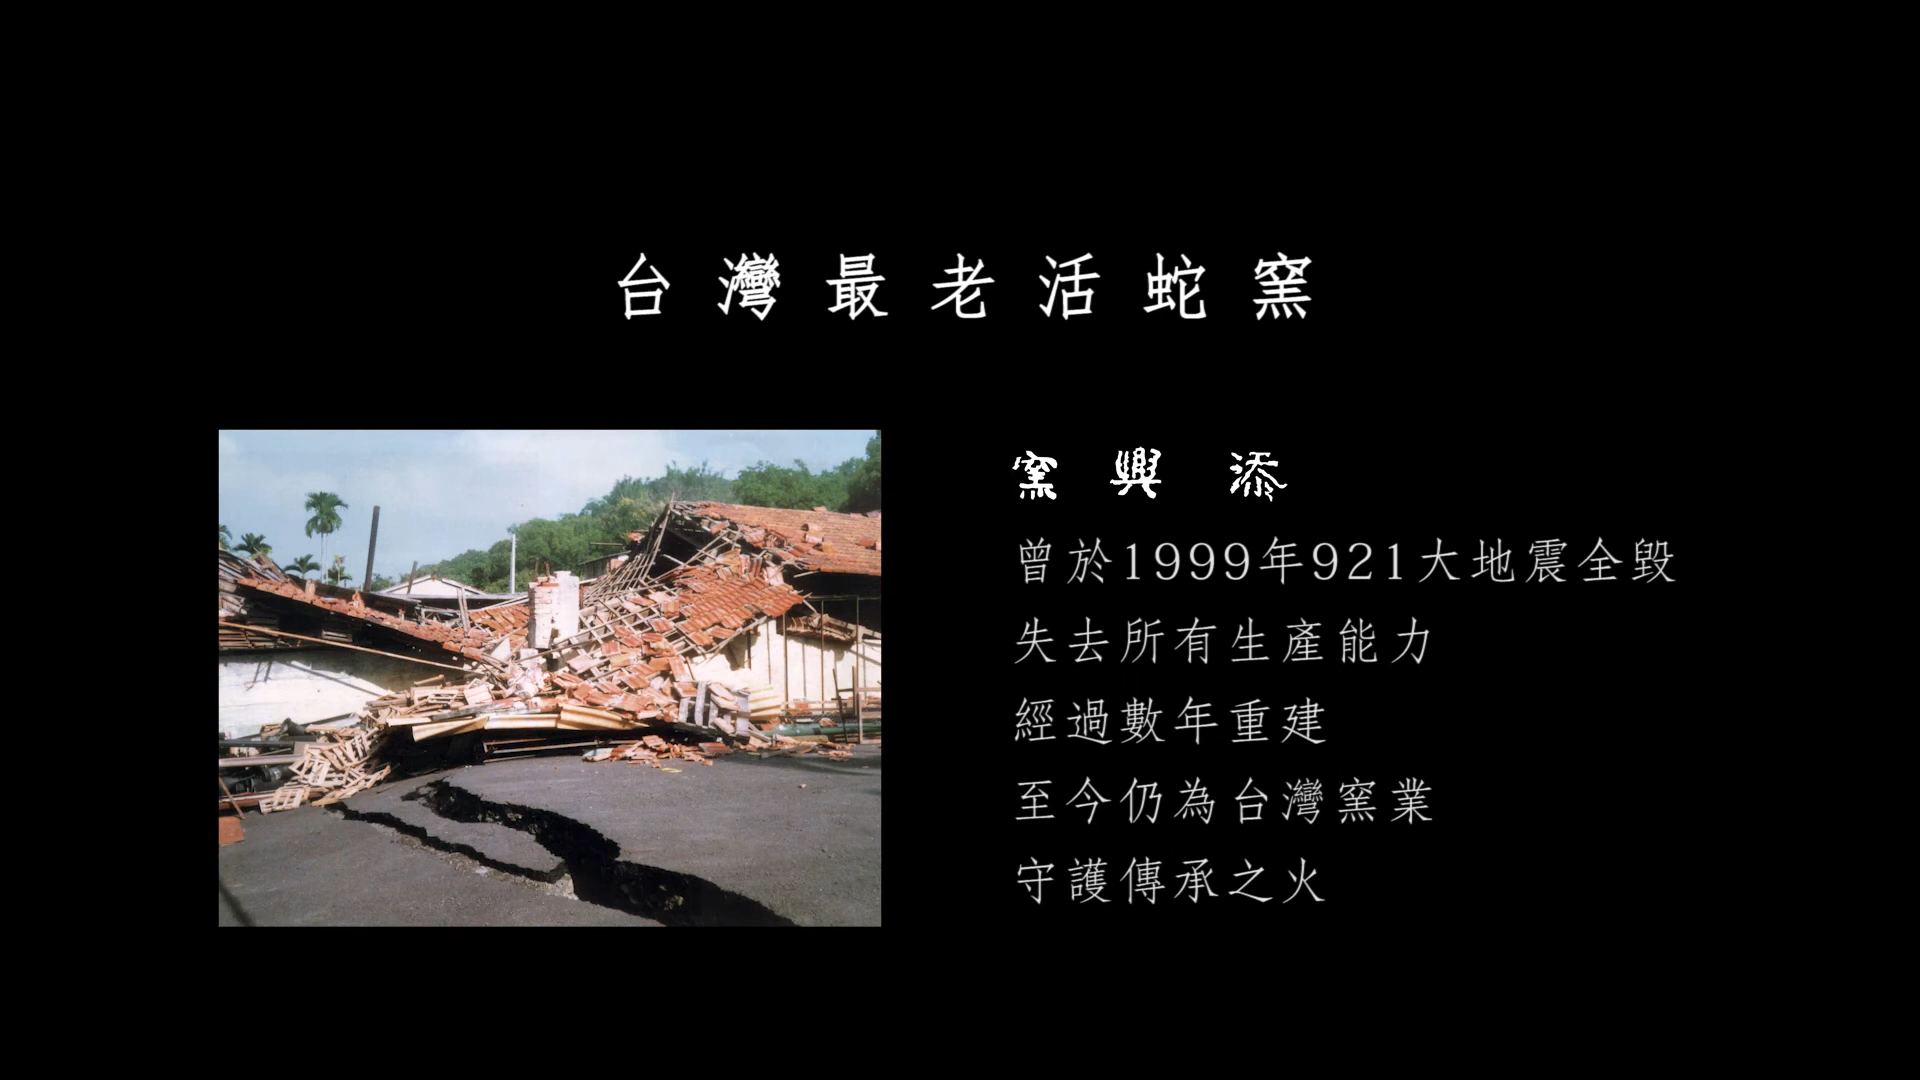 台灣最老活蛇窯
窯興添
曾於1999年921大地震全毀
失去所有生產能力
經過數年重建
至今仍為台灣窯業
守護傳承之火